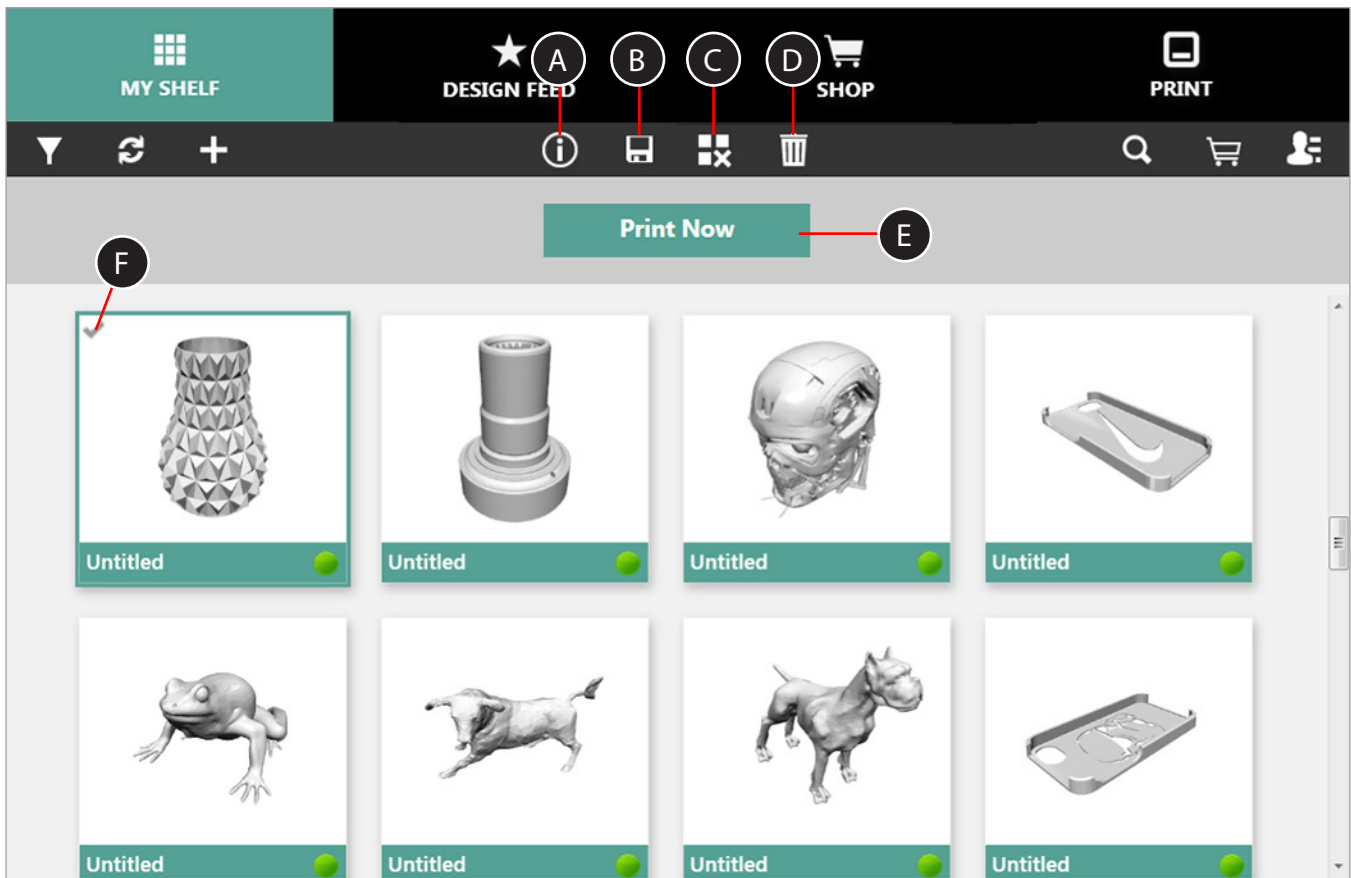 A
B
C
D
MY SHELF
DESIGN FEED
SHOP
PRINT
Print Now
E
F
Untitled
Untitled
Untitled
Untitled
Untitled
Untitled
Untitled
Untitled